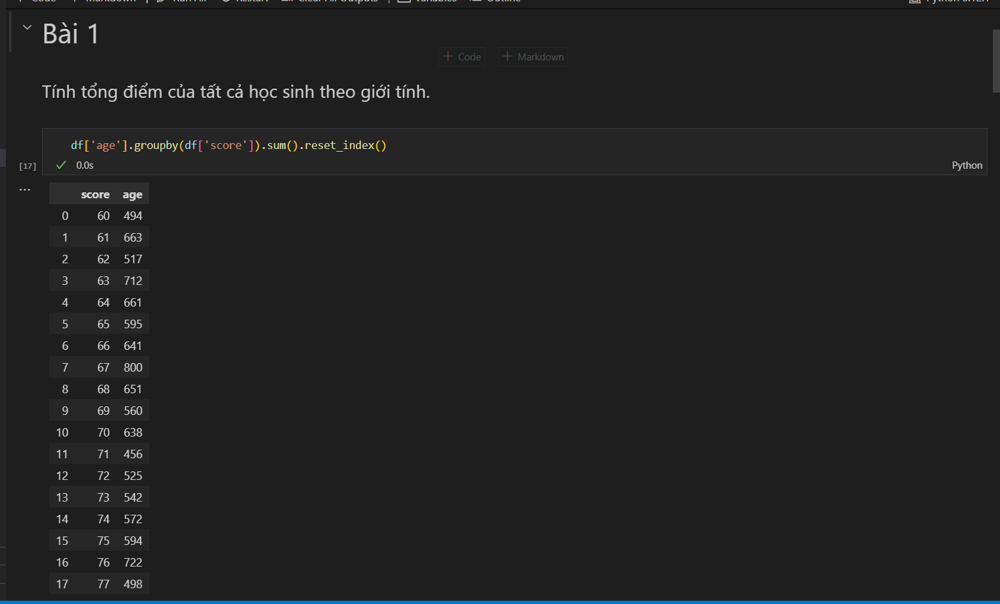 Bài 1
+ Code + Markdown
Tính tổng điểm của tất cả học sinh theo giới tính.
df['age'].groupby(df['score']).sum().reset_index()
[17] 0.0s Python
...
score age
0 60 494
1 61 663
2 62 517
3 63 712
4 64 661
5 65 595
6 66 641
7 67 800
8 68 651
9 69 560
10 70 638
11 71 456
12 72 525
13 73 542
14 74 572
15 75 594
16 76 722
17 77 498